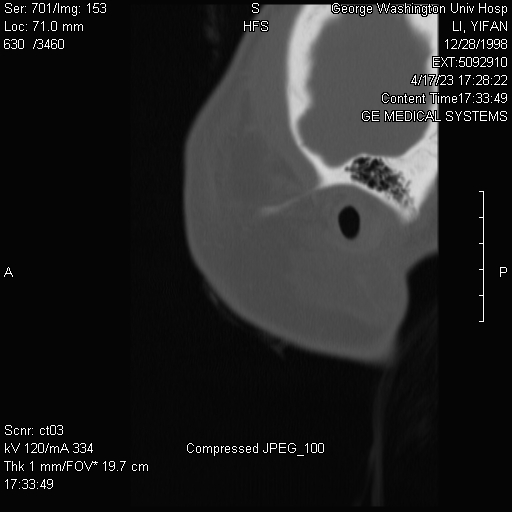 Ser: 701/Img: 153
Loc: 71.0 mm
630 /3460
S
HFS
George Washington Univ Hosp
LI, YIFAN
12/28/1998
EXT:5092910
4/17/23 17:28:22
Content Time17:33:49
GE MEDICAL SYSTEMS
A
P
Scnr: ct03
kV 120/mA 334
Thk 1 mm/FOV* 19.7 cm
17:33:49
Compressed JPEG_100